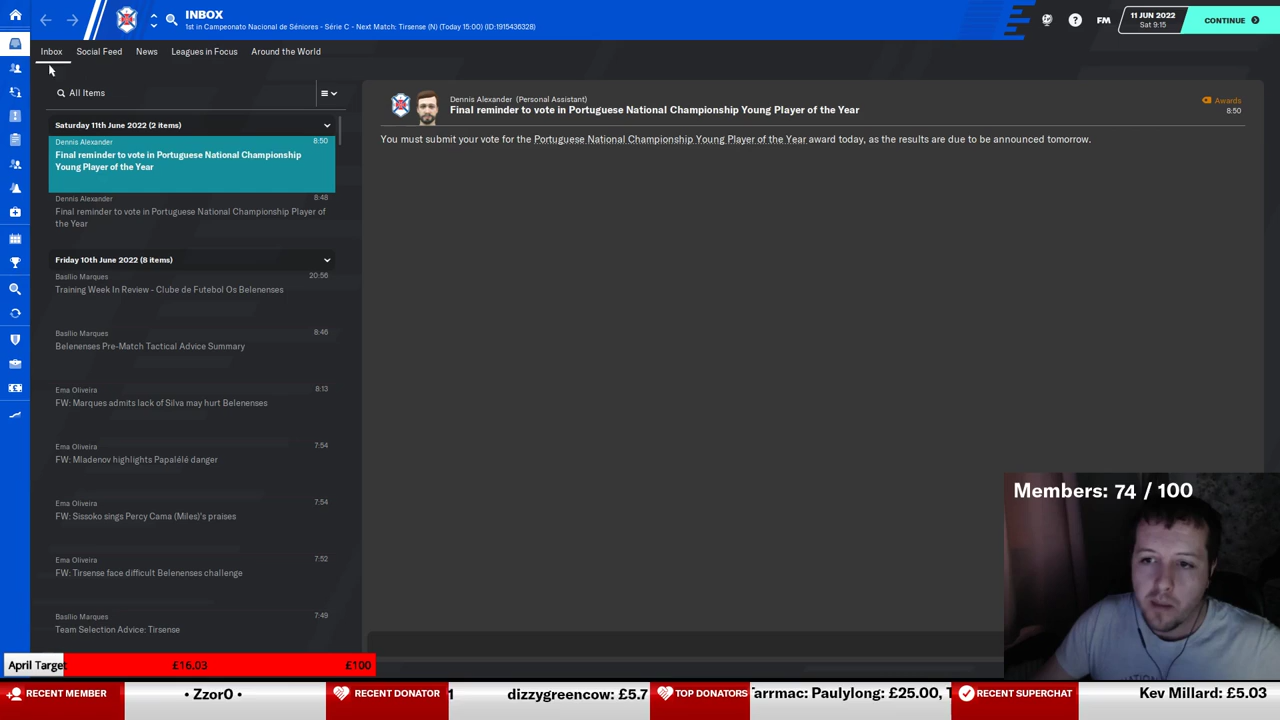 INBOX
1st in Campeonato Nacional de Séniores - Série C - Next Match: Tirsense (N) (Today 15:00) (ID:1915436328)
FM
11 JUN 2022
Sat 9:15
CONTINUE
Inbox
Social Feed
News
Leagues in Focus
Around the World
All Items
Saturday 11th June 2022 (2 items)
Dennis Alexander
8:50
Final reminder to vote in Portuguese National Championship
Young Player of the Year
Dennis Alexander
8:48
Final reminder to vote in Portuguese National Championship Player of
the Year
Friday 10th June 2022 (8 items)
Basílio Marques
20:56
Training Week In Review - Clube de Futebol Os Belenenses
Basílio Marques
8:46
Belenenses Pre-Match Tactical Advice Summary
Ema Oliveira
8:13
FW: Marques admits lack of Silva may hurt Belenenses
Ema Oliveira
7:54
FW: Mladenov highlights Papalélé danger
Ema Oliveira
7:54
FW: Sissoko sings Percy Cama (Miles)'s praises
Ema Oliveira
7:52
FW: Tirsense face difficult Belenenses challenge
Basílio Marques
7:49
Team Selection Advice: Tirsense
Dennis Alexander (Personal Assistant)
Final reminder to vote in Portuguese National Championship Young Player of the Year
Awards
8:50
You must submit your vote for the Portuguese National Championship Young Player of the Year award today, as the results are due to be announced tomorrow.
Members: 74 / 100
April Target
£16.03
£100
RECENT MEMBER
• Zzor0 •
RECENT DONATOR
1
dizzygreencow: £5.7
TOP DONATORS
arrmac: Paulylong: £25.00,
RECENT SUPERCHAT
Kev Millard: £5.03